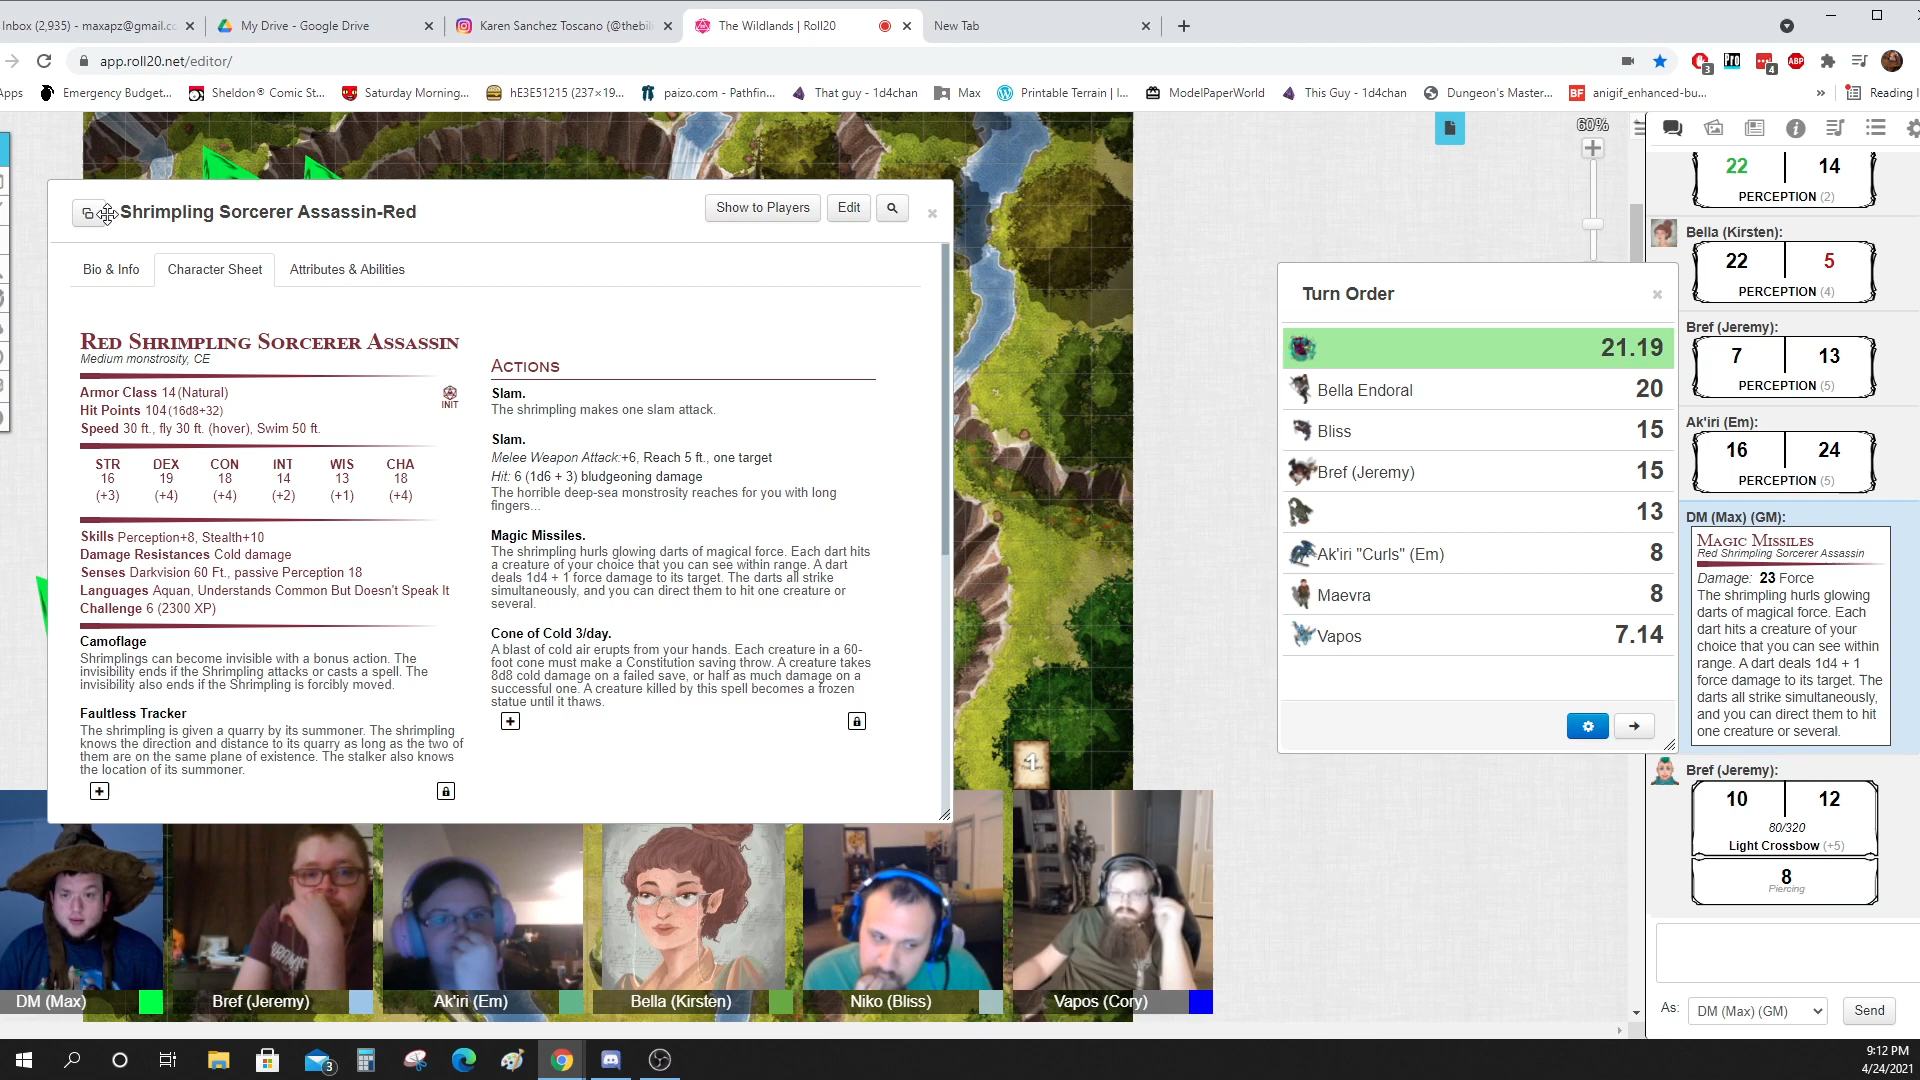 Inbox (2,935) - maxapz@gmail.cc
My Drive - Google Drive
Karen Sanchez Toscano (@thebil
The Wildlands | Roll20
New Tab
app.roll20.net/editor/
3
4
ABP
Apps
Emergency Budget...
Sheldon® Comic St...
Saturday Morning...
hE3E51215 (237×19...
paizo.com - Pathfin...
That guy - 1d4chan
Max
Printable Terrain | I...
ModelPaperWorld
This Guy - 1d4chan
Dungeon's Master...
BF
anigif_enhanced-bu...
»
Reading l
60%
Shrimpling Sorcerer Assassin-Red
Show to Players
Edit
Bio & Info
Character Sheet
Attributes & Abilities
Red Shrimpling Sorcerer Assassin
Medium monstrosity, CE
Armor Class 14 (Natural)
Hit Points 104 (16d8+32)
Speed 30 ft., fly 30 ft. (hover), Swim 50 ft.
INIT
STR DEX CON INT WIS CHA
16 19 18 14 13 18
(+3) (+4) (+4) (+2) (+1) (+4)
Skills Perception+8, Stealth+10
Damage Resistances Cold damage
Senses Darkvision 60 Ft., passive Perception 18
Languages Aquan, Understands Common But Doesn't Speak It
Challenge 6 (2300 XP)
Camoflage
Shrimplings can become invisible with a bonus action. The
invisibility ends if the Shrimpling attacks or casts a spell. The
invisibility also ends if the Shrimpling is forcibly moved.
Faultless Tracker
The shrimpling is given a quarry by its summoner. The shrimpling
knows the direction and distance to its quarry as long as the two of
them are on the same plane of existence. The stalker also knows
the location of its summoner.
Actions
Slam.
The shrimpling makes one slam attack.
Slam.
Melee Weapon Attack:+6, Reach 5 ft., one target
Hit: 6 (1d6 + 3) bludgeoning damage
The horrible deep-sea monstrosity reaches for you with long
fingers...
Magic Missiles.
The shrimpling hurls glowing darts of magical force. Each dart hits
a creature of your choice that you can see within range. A dart
deals 1d4 + 1 force damage to its target. The darts all strike
simultaneously, and you can direct them to hit one creature or
several.
Cone of Cold 3/day.
A blast of cold air erupts from your hands. Each creature in a 60-
foot cone must make a Constitution saving throw. A creature takes
8d8 cold damage on a failed save, or half as much damage on a
successful one. A creature killed by this spell becomes a frozen
statue until it thaws.
Turn Order
21.19
Bella Endoral 20
Bliss 15
Bref (Jeremy) 15
13
Ak'iri "Curls" (Em) 8
Maevra 8
Vapos 7.14
22 14
PERCEPTION (2)
Bella (Kirsten):
22 5
PERCEPTION (4)
Bref (Jeremy):
7 13
PERCEPTION (5)
Ak'iri (Em):
16 24
PERCEPTION (5)
DM (Max) (GM):
Magic Missiles
Red Shrimpling Sorcerer Assassin
Damage: 23 Force
The shrimpling hurls glowing
darts of magical force. Each
dart hits a creature of your
choice that you can see within
range. A dart deals 1d4 + 1
force damage to its target. The
darts all strike simultaneously,
and you can direct them to hit
one creature or several.
Bref (Jeremy):
10 12
80/320
Light Crossbow (+5)
8
Piercing
As:
DM (Max) (GM)
Send
DM (Max)
Bref (Jeremy)
Ak'iri (Em)
Bella (Kirsten)
Niko (Bliss)
Vapos (Cory)
3
9:12 PM
4/24/2021